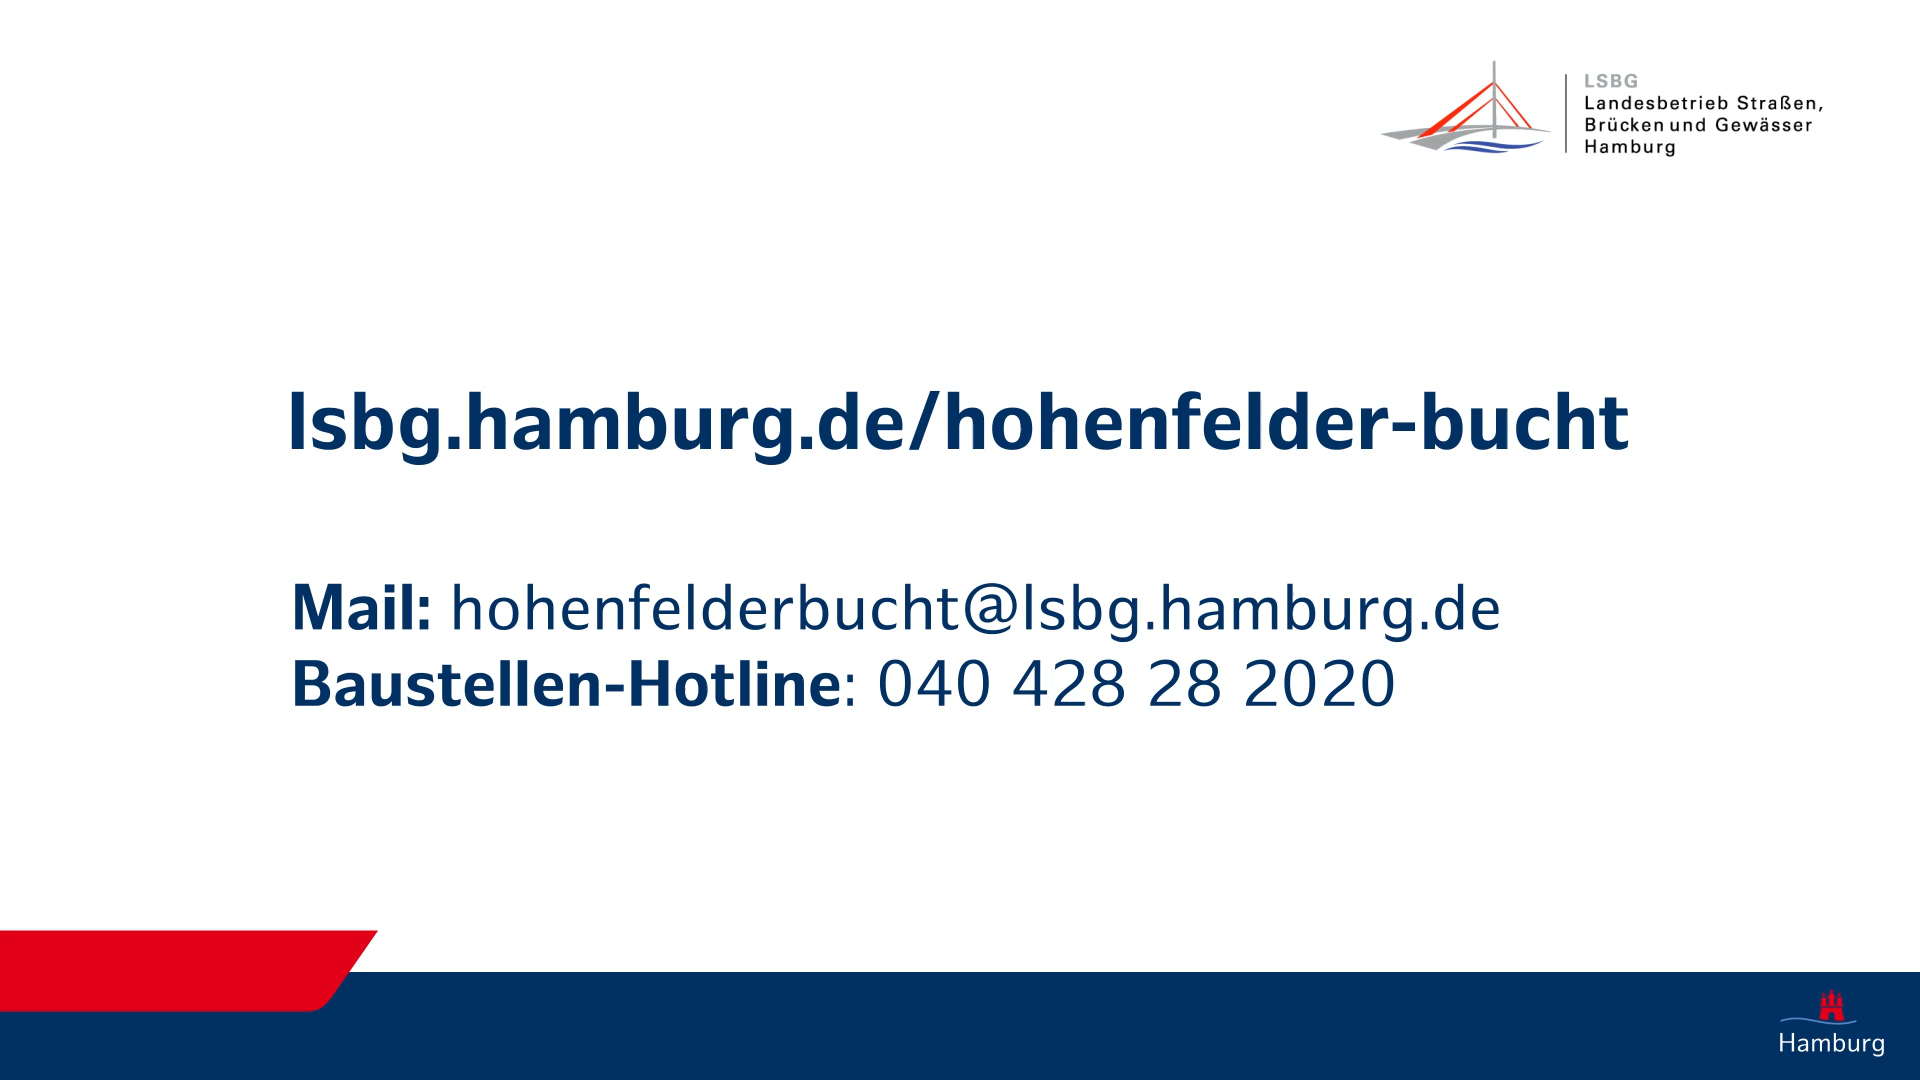 LSBG
Landesbetrieb Straßen,
Brücken und Gewässer
Hamburg
lsbg.hamburg.de/hohenfelder-bucht
Mail: hohenfelderbucht@lsbg.hamburg.de
Baustellen-Hotline: 040 428 28 2020
Hamburg